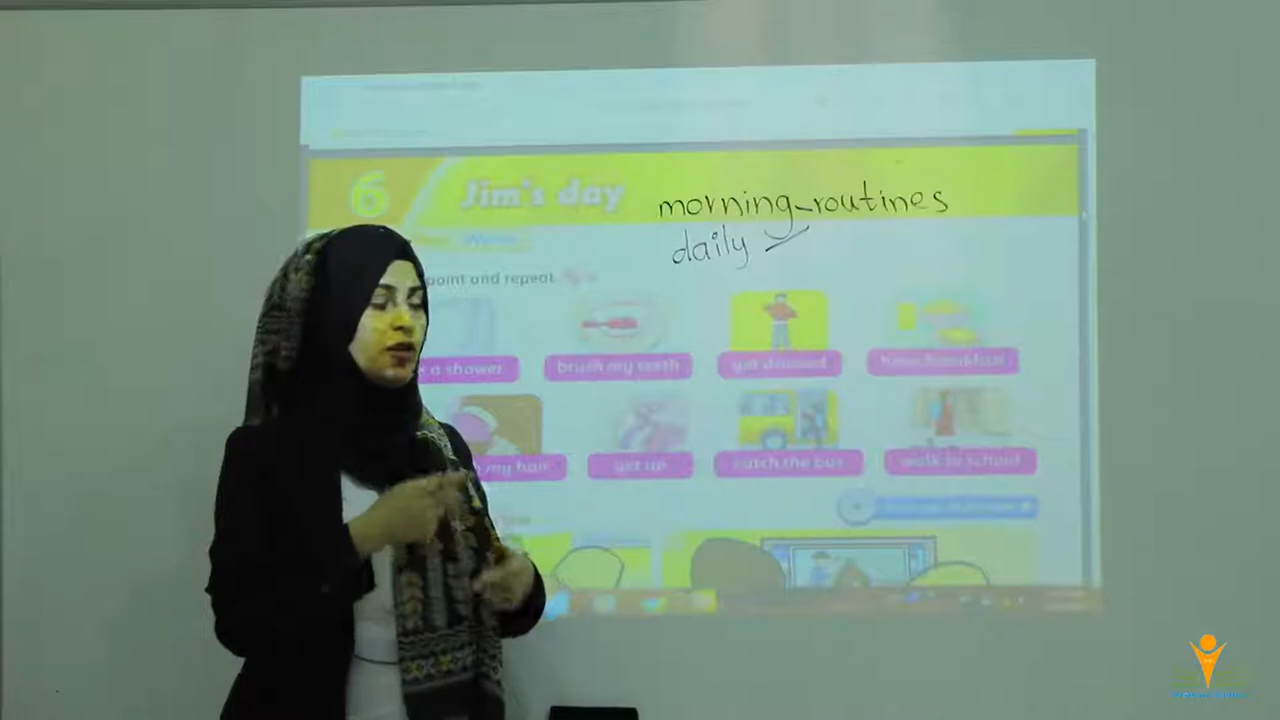 6 Jim's day morning-routines
daily
point and repeat
a shower brush my teeth get dressed have breakfast
my hair get up catch the bus walk to school